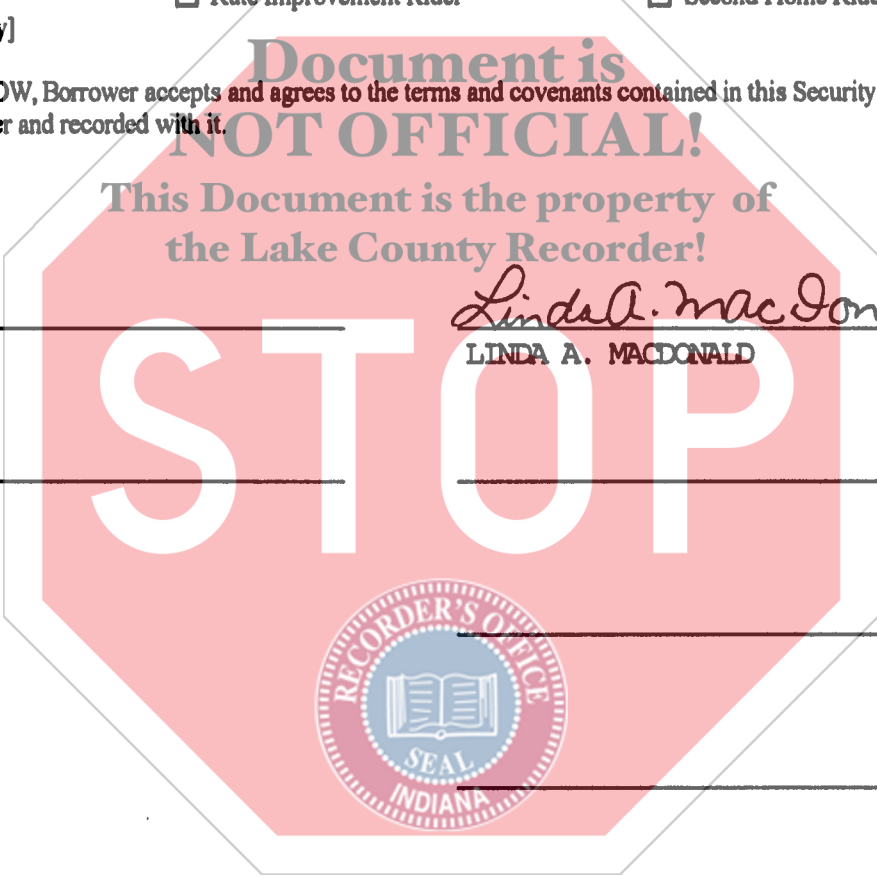 Rate Improvement Rider Second Home Ride
y]
Document is
OW, Borrower accepts and agrees to the terms and covenants contained in this Security
r and recorded with it.
NOT OFFICIAL!
This Document is the property of
the Lake County Recorder!
Linda A. MacDon
LINDA A. MACDONALD
STOP
RECORDER'S OFFICE
SEAL
INDIANA